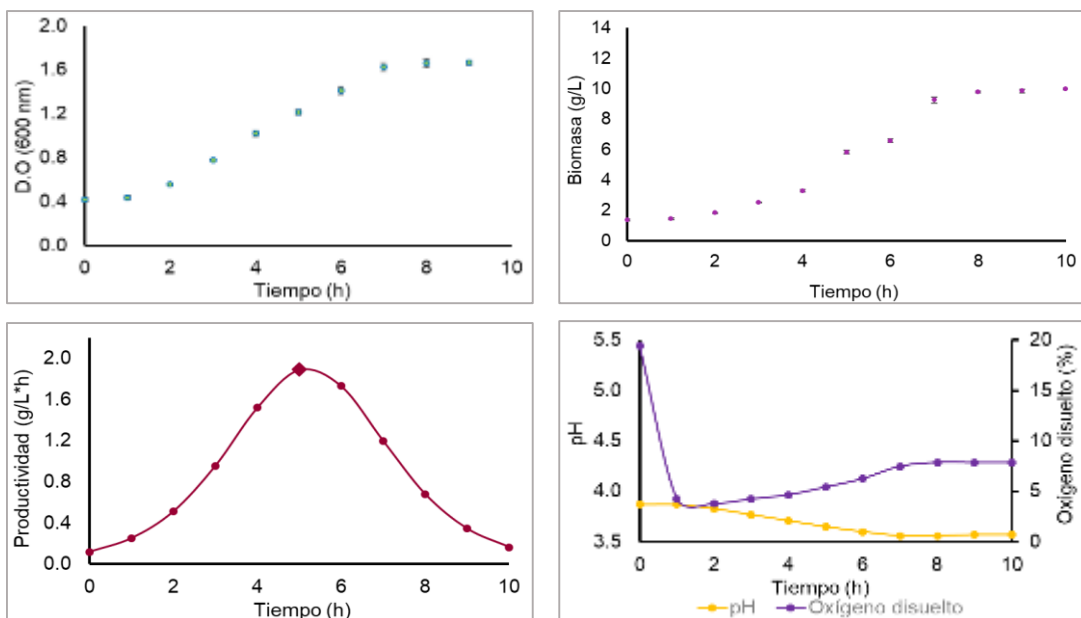 2.0
1.6
1.2
0.8
0.4
0.0
D.O (600 nm)
0 2 4 6 8 10
Tiempo (h)
14
12
10
8
6
4
2
0
Biomasa (g/L)
0 2 4 6 8 10
Tiempo (h)
2.0
1.6
1.2
0.8
0.4
0.0
Productividad (g/L*h)
0 2 4 6 8 10
Tiempo (h)
5.5
5.0
4.5
4.0
3.5
pH
20
15
10
5
0
Oxígeno disuelto (%)
0 2 4 6 8 10
Tiempo (h)
pH Oxígeno disuelto